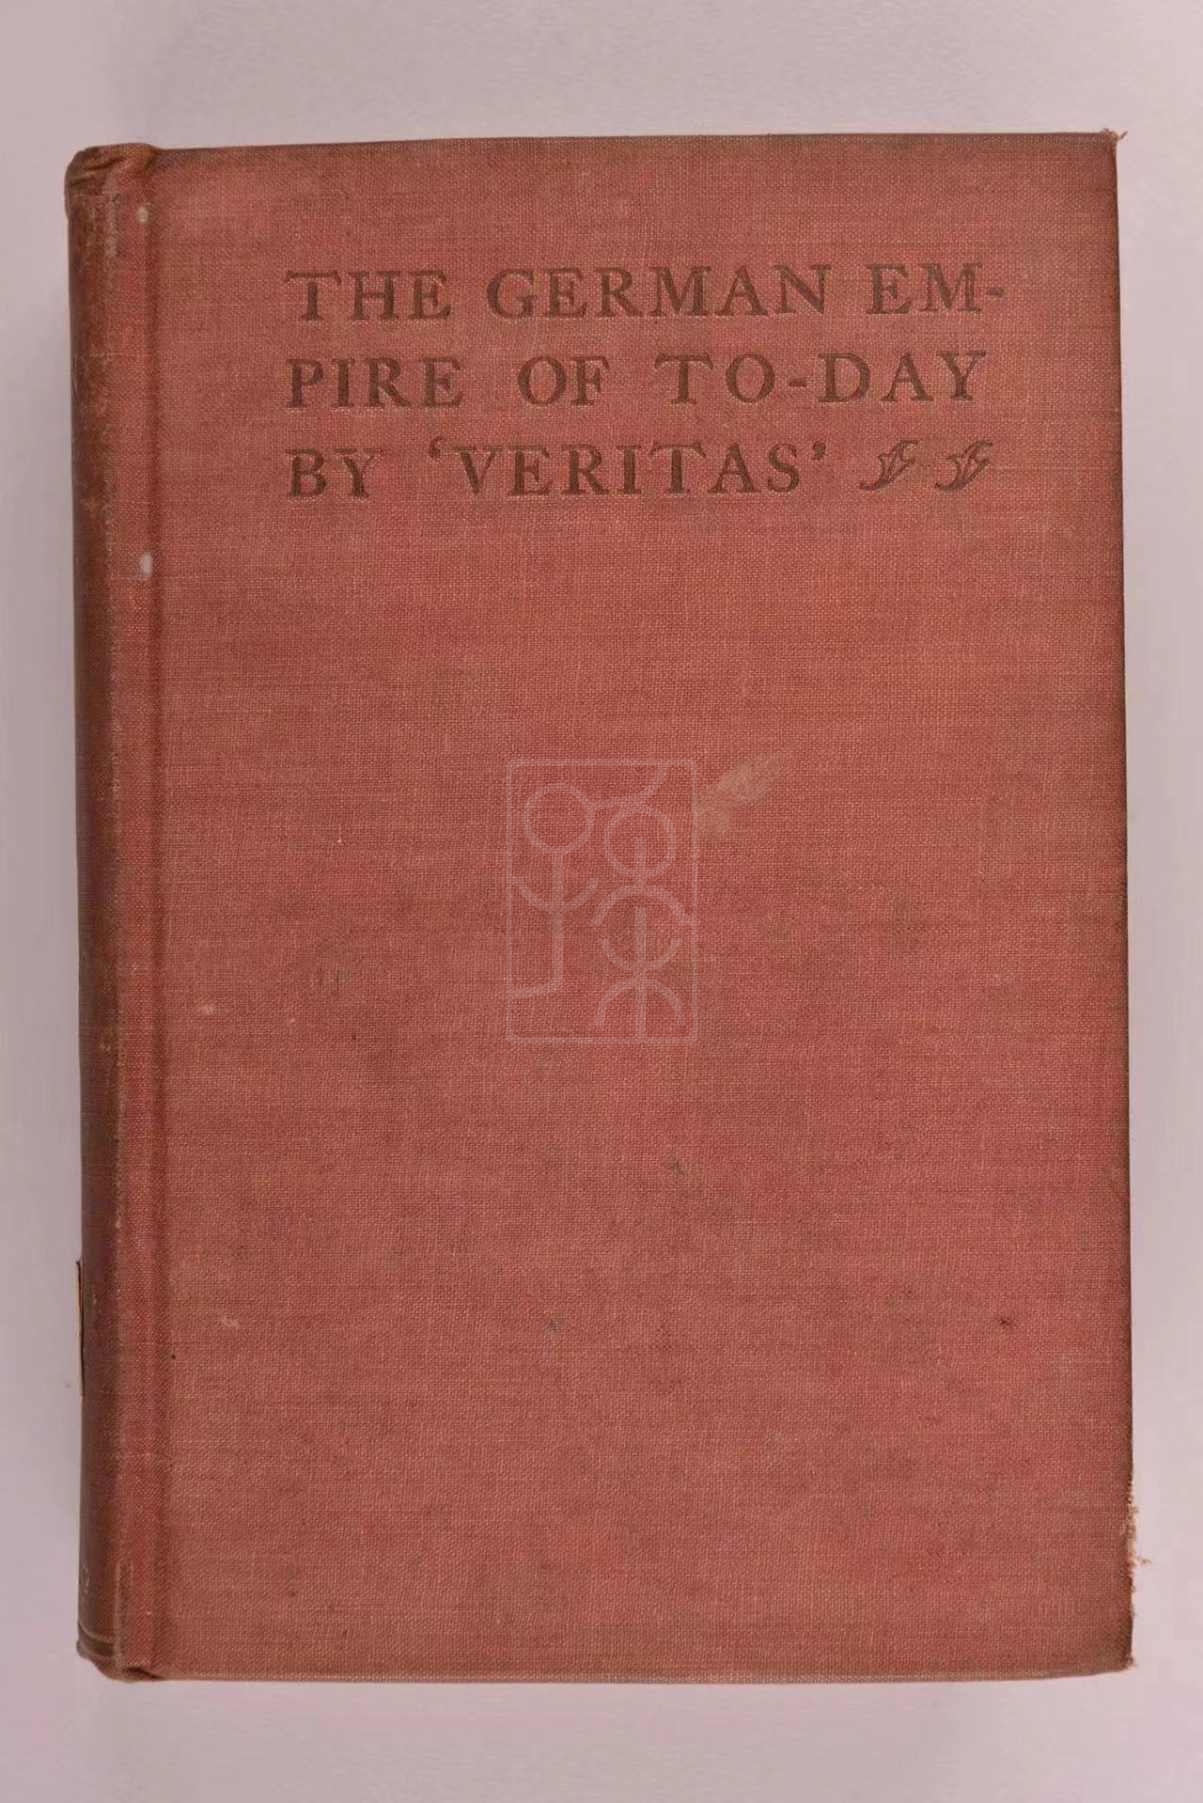 THE GERMAN EM-
PIRE OF TO-DAY
BY ‘VERITAS’